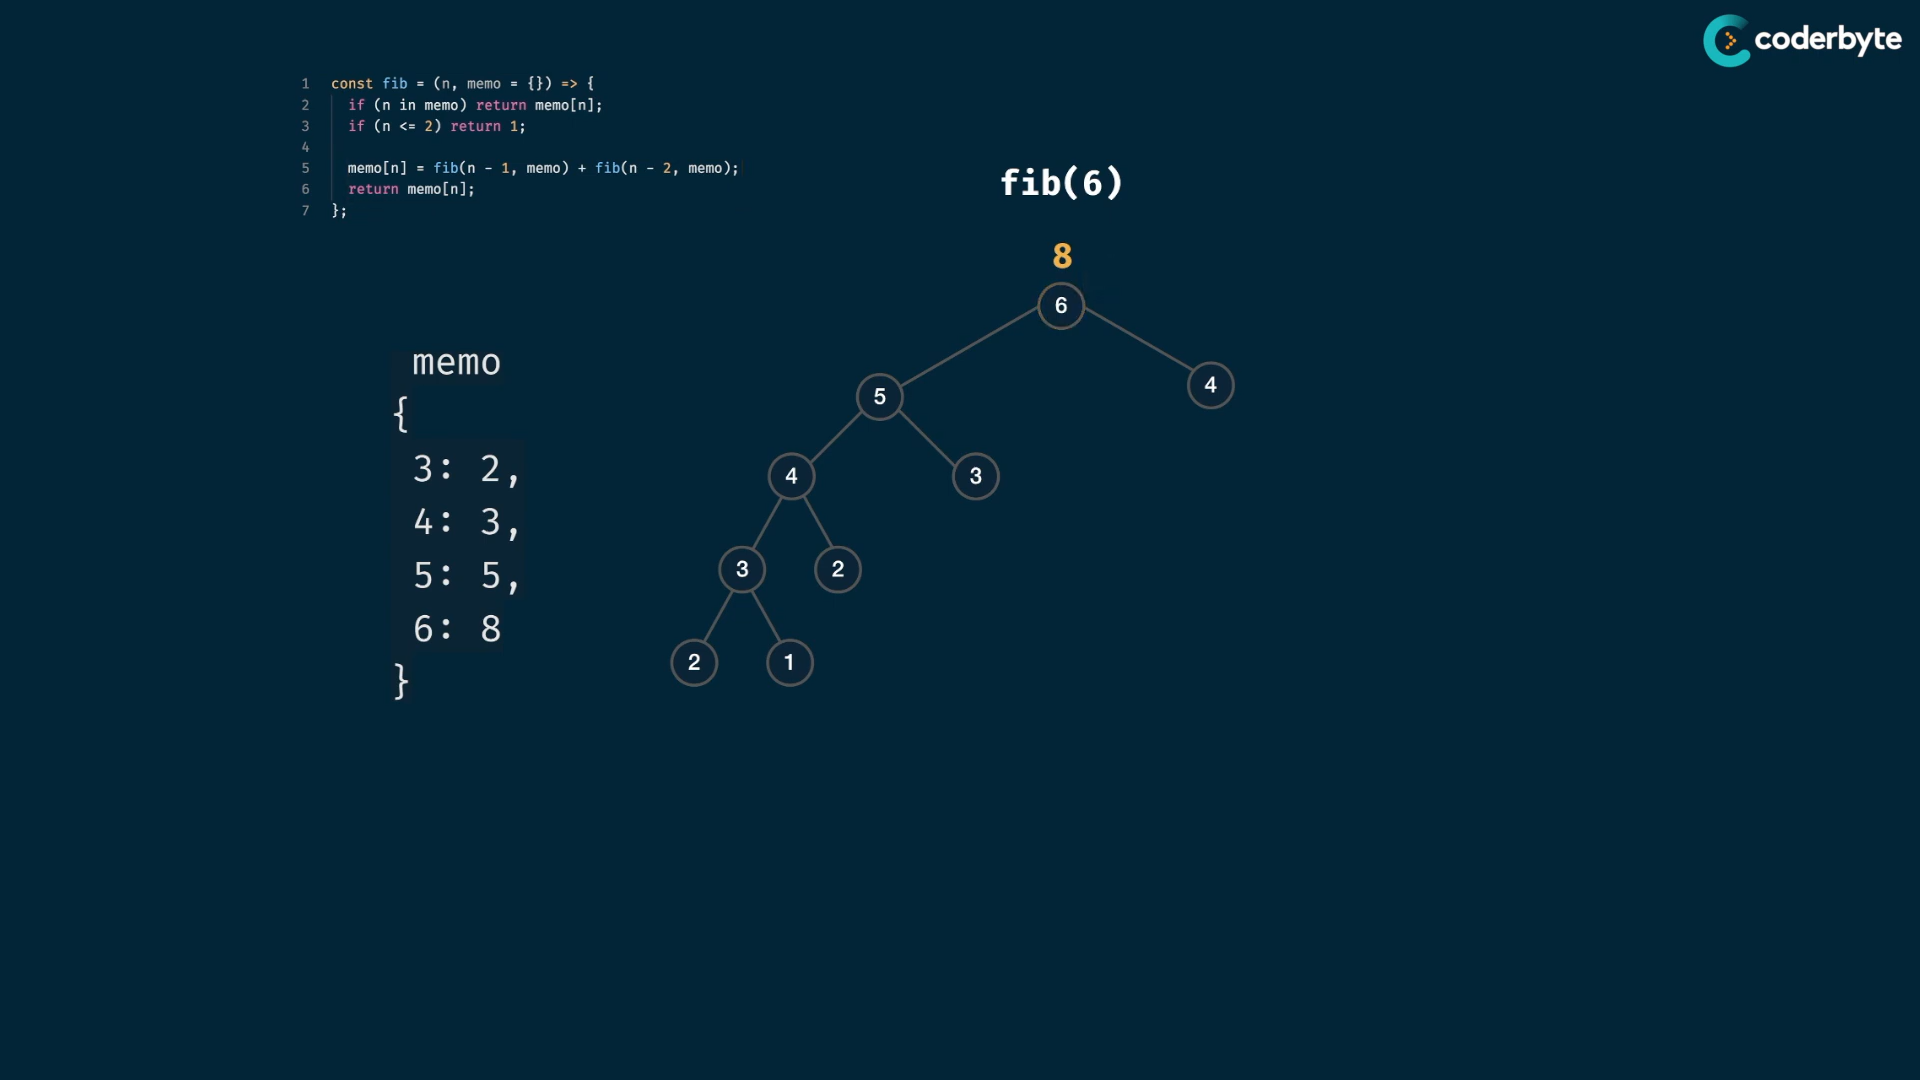 coderbyte
1 const fib = (n, memo = {}) => {
2 if (n in memo) return memo[n];
3 if (n <= 2) return 1;
4
5 memo[n] = fib(n - 1, memo) + fib(n - 2, memo);
6 return memo[n];
7 };
fib(6)
8
6
5
4
4
3
3
2
2
1
memo
{
3: 2,
4: 3,
5: 5,
6: 8
}